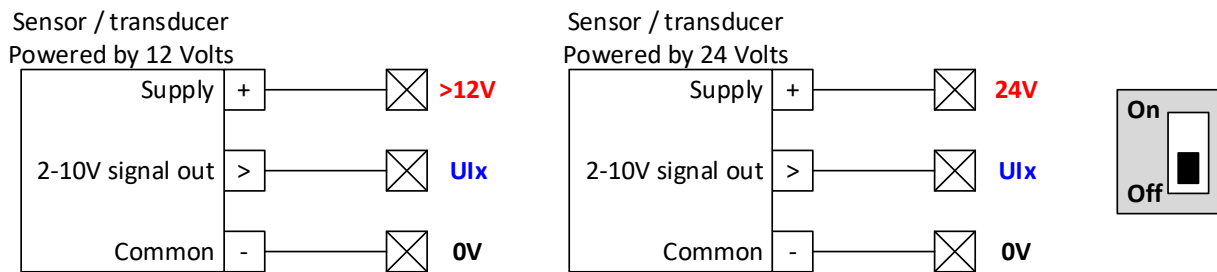 Sensor / transducer
Powered by 12 Volts
Supply + >12V
2-10V signal out > UIx
Common - 0V
Sensor / transducer
Powered by 24 Volts
Supply + 24V
2-10V signal out > UIx
Common - 0V
On
Off